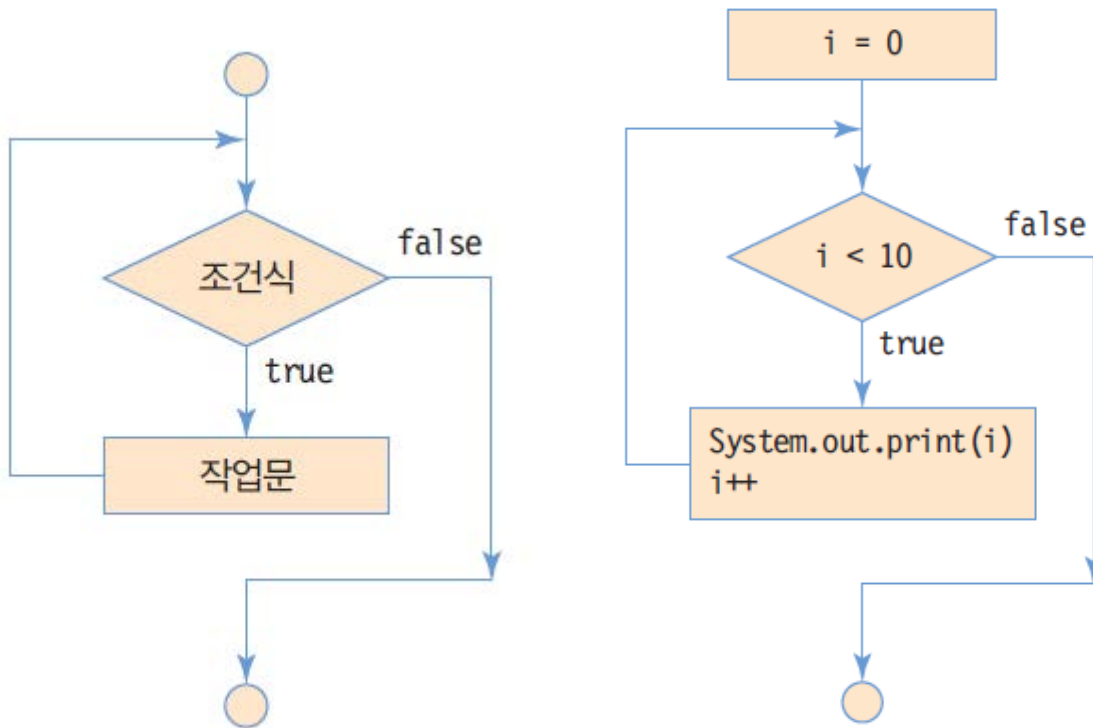 조건식
false
true
작업문
i = 0
i < 10
false
true
System.out.print(i)
i++